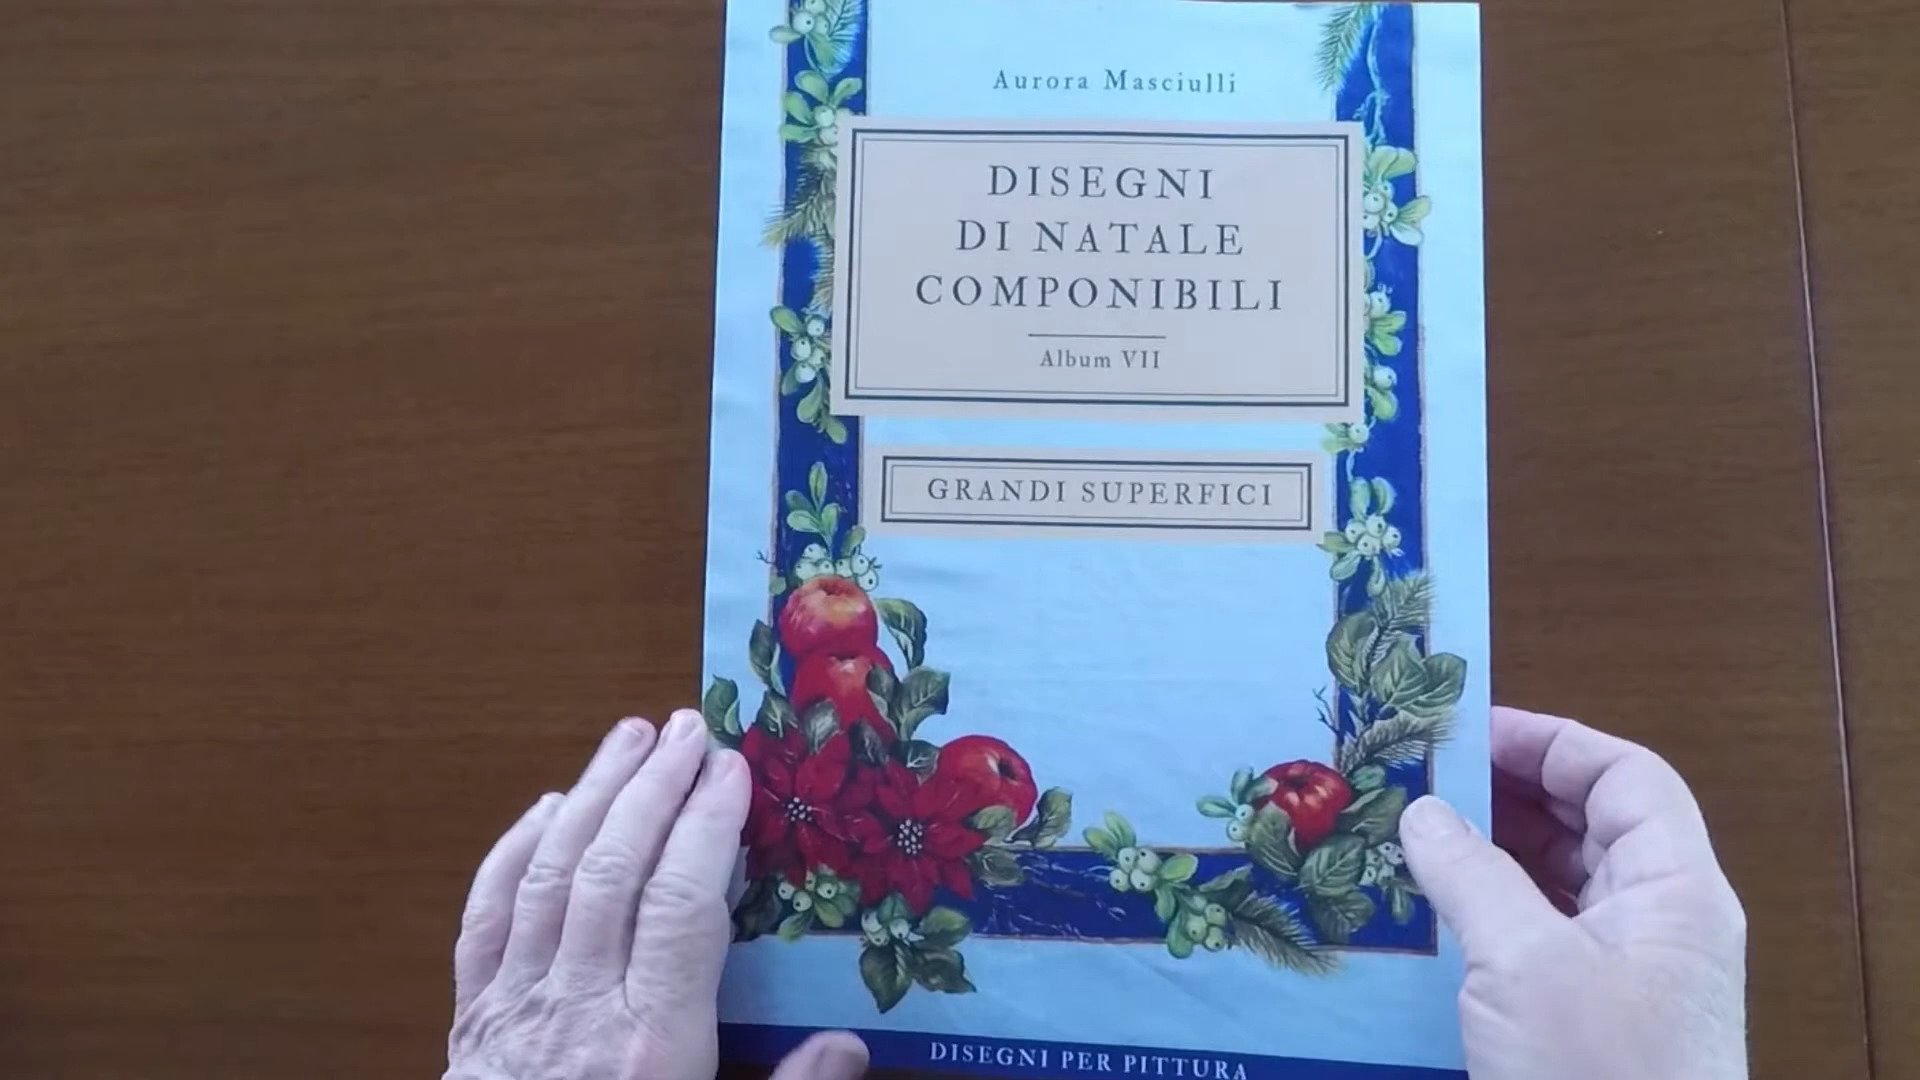 Aurora Masciulli
DISEGNI
DI NATALE
COMPONIBILI
Album VII
GRANDI SUPERFICI
DISEGNI PER PITTURA